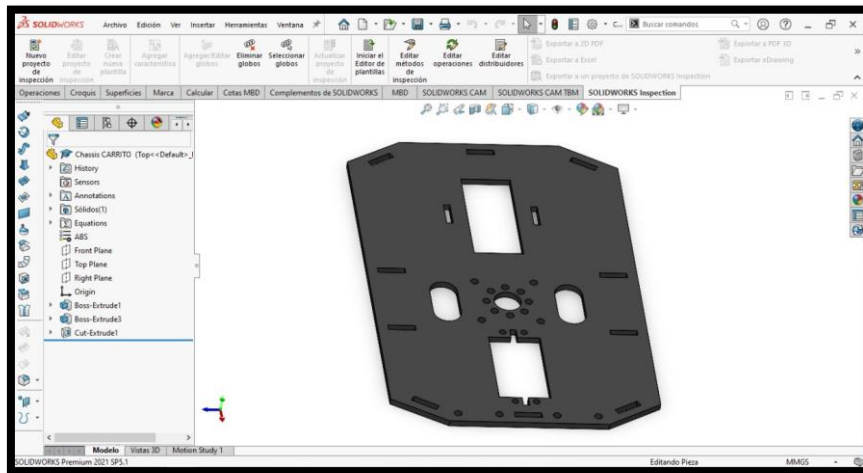 SOLIDWORKS Archivo Edición Ver Insertar Herramientas Ventana C... Buscar comandos
Nuevo proyecto de inspección
Editar proyecto de inspección
Crear nueva plantilla
Agregar característica
Agregar/Editar globos
Eliminar globos
Seleccionar globos
Actualizar proyecto de inspección
Iniciar el Editor de plantillas
Editar métodos de inspección
Editar operaciones
Editar distribuidores
Exportar a 2D PDF
Exportar a Excel
Exportar a un proyecto de SOLIDWORKS Inspection
Exportar a PDF 3D
Exportar eDrawing
Operaciones Croquis Superficies Marca Calcular Cotas MBD Complementos de SOLIDWORKS MBD SOLIDWORKS CAM SOLIDWORKS CAM TBM SOLIDWORKS Inspection
Chassis CARRITO (Top<<Default>_
History
Sensors
Annotations
Sólidos(1)
Equations
ABS
Front Plane
Top Plane
Right Plane
Origin
Boss-Extrude1
Boss-Extrude3
Cut-Extrude1
Modelo Vistas 3D Motion Study 1
SOLIDWORKS Premium 2021 SP5.1 Editando Pieza MMGS